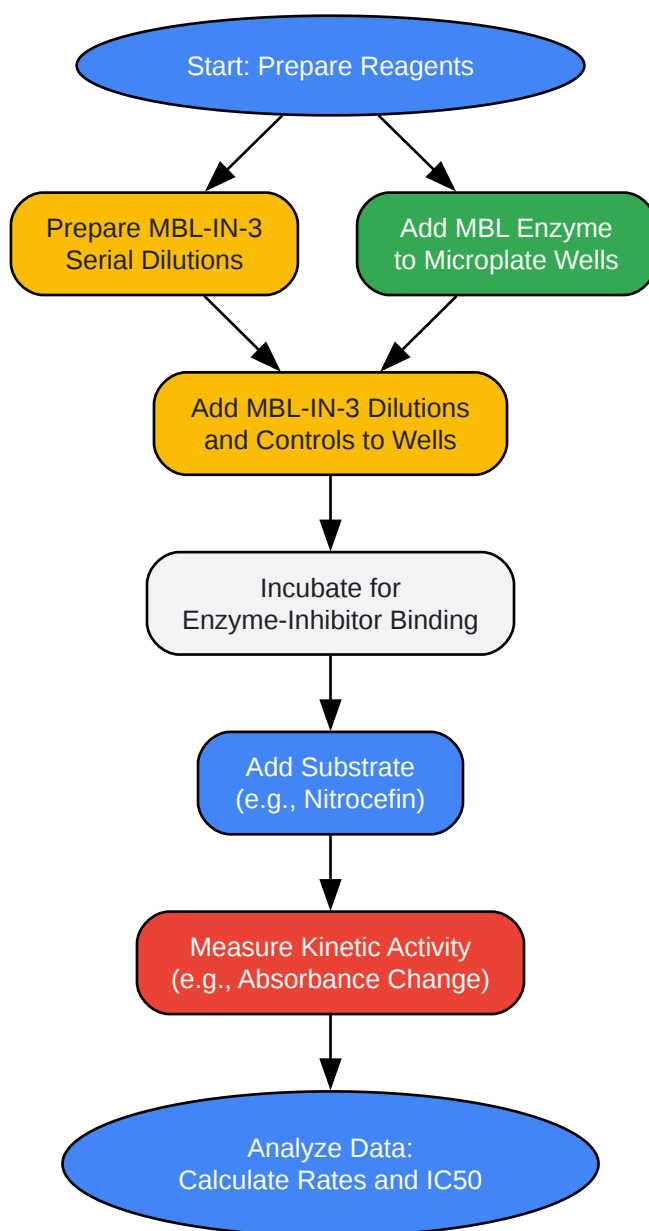 Start: Prepare Reagents
Prepare MBL-IN-3
Serial Dilutions
Add MBL Enzyme
to Microplate Wells
Add MBL-IN-3 Dilutions
and Controls to Wells
Incubate for
Enzyme-Inhibitor Binding
Add Substrate
(e.g., Nitrocefin)
Measure Kinetic Activity
(e.g., Absorbance Change)
Analyze Data:
Calculate Rates and IC50